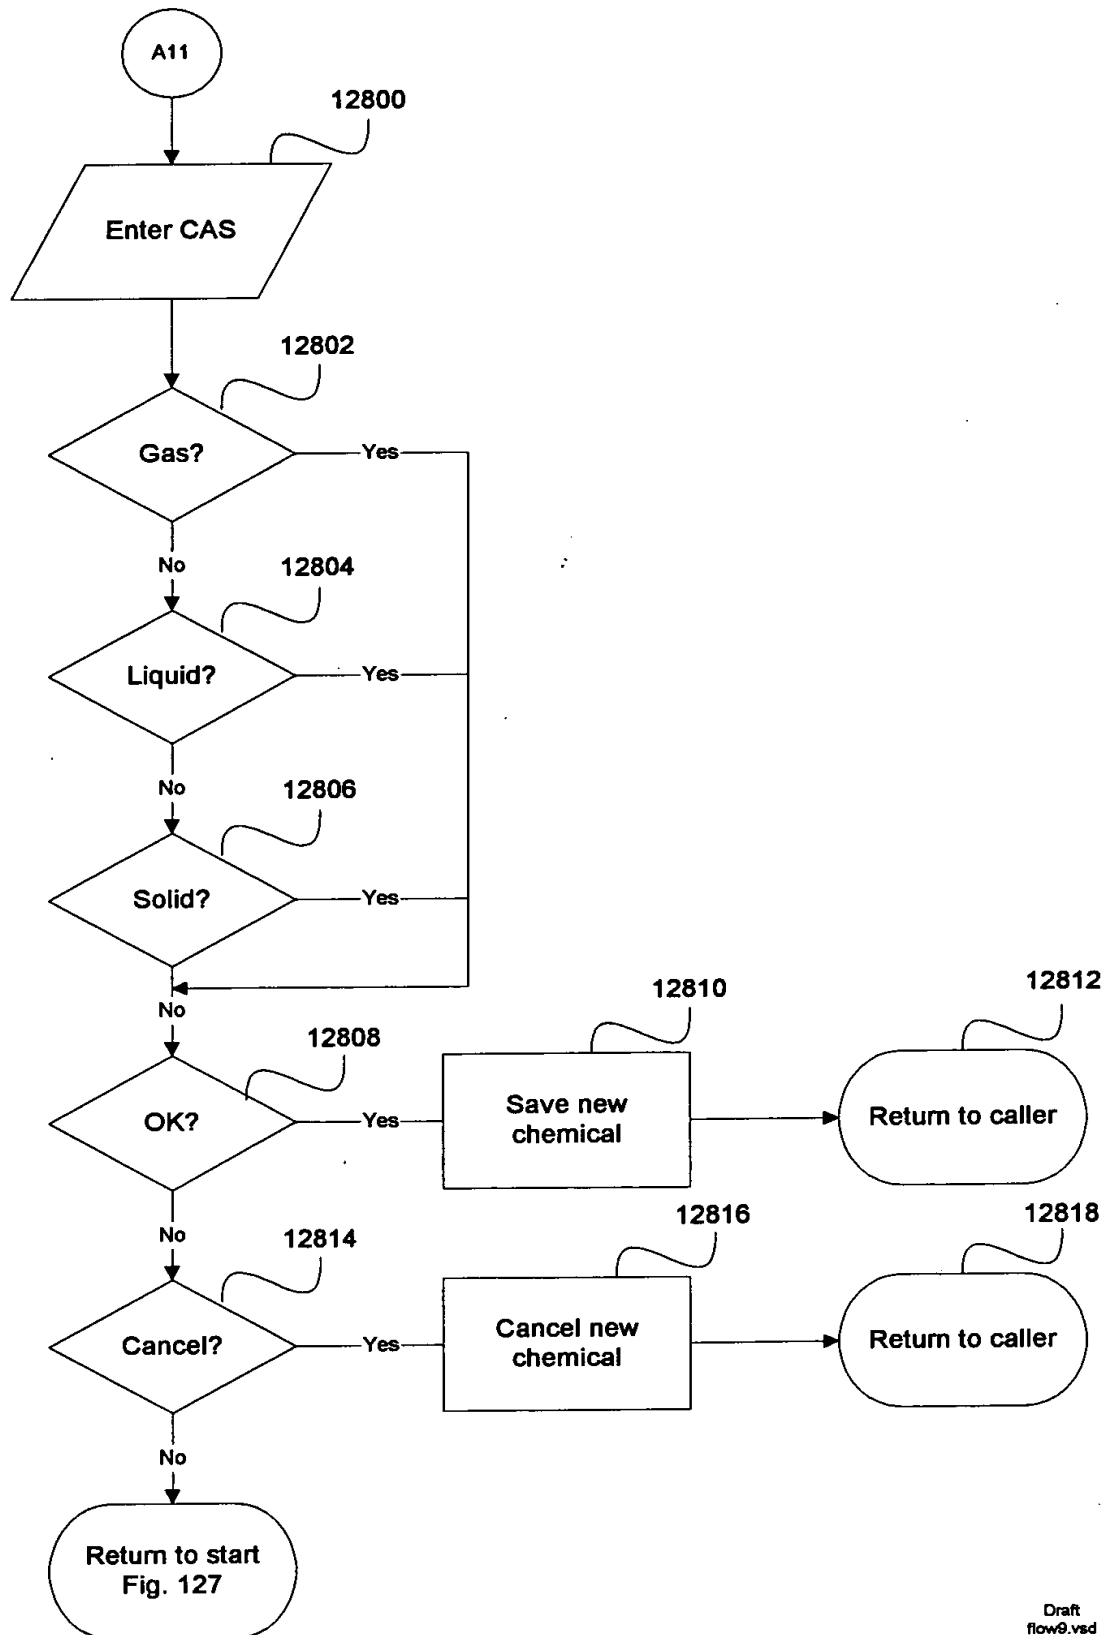 A11
12800
Enter CAS
12802
Gas?
Yes
No
12804
Liquid?
Yes
No
12806
Solid?
Yes
No
12808
OK?
Yes
12810
Save new
chemical
12812
Return to caller
No
12814
Cancel?
Yes
12816
Cancel new
chemical
12818
Return to caller
No
Return to start
Fig. 127
Draft
flow9.vsd